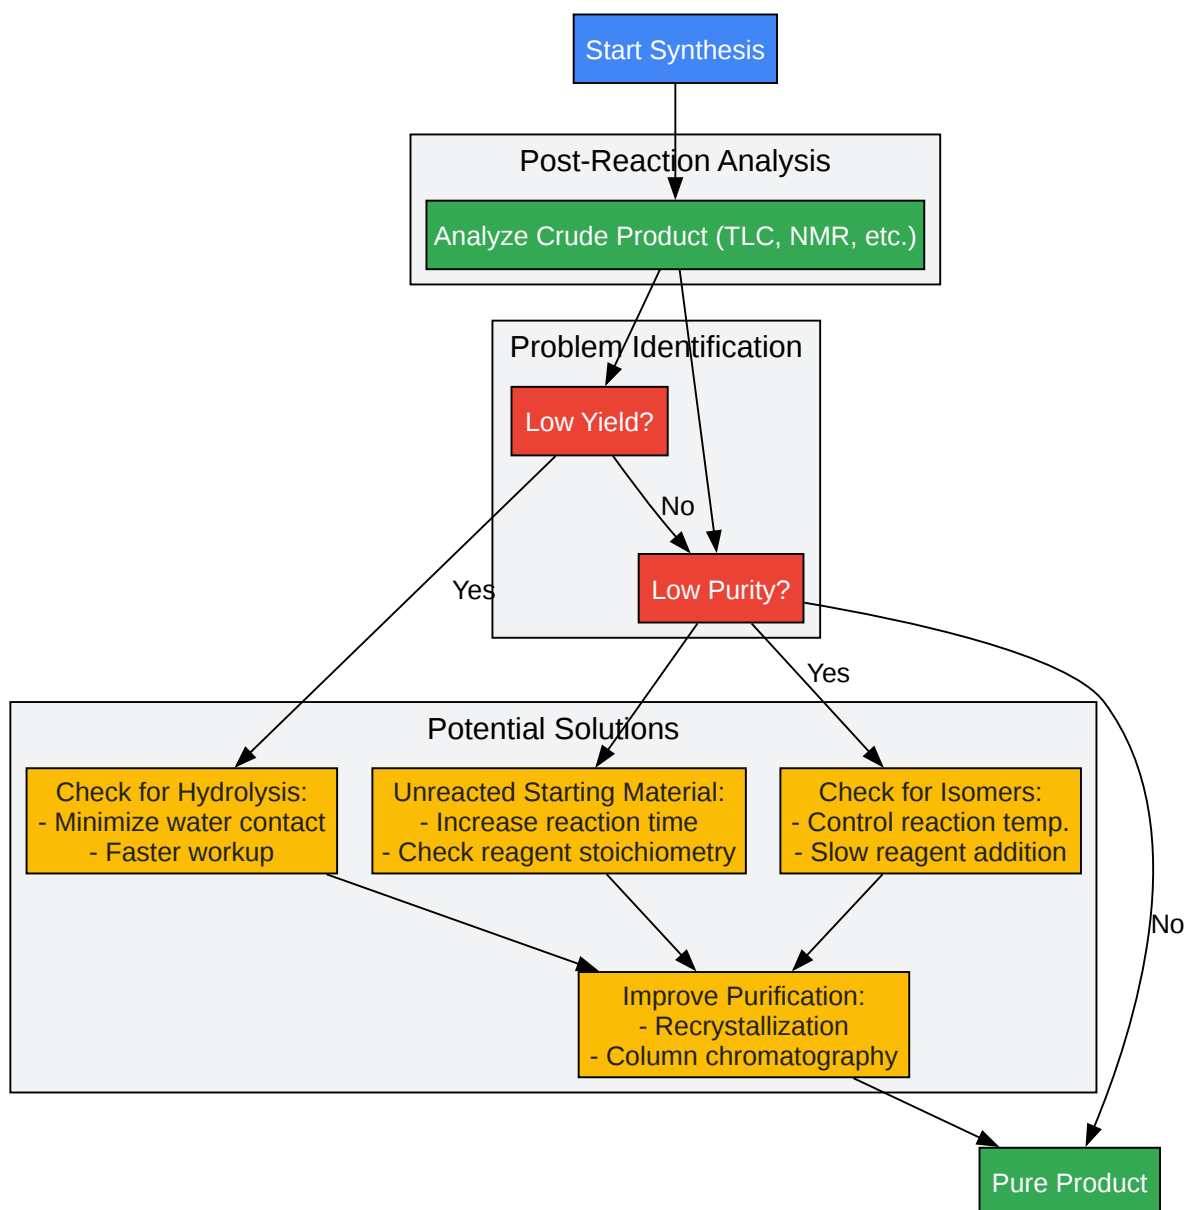 Start Synthesis
Post-Reaction Analysis
Analyze Crude Product (TLC, NMR, etc.)
Problem Identification
Low Yield?
No
Yes
Low Purity?
Yes
Potential Solutions
Check for Hydrolysis:
- Minimize water contact
- Faster workup
Unreacted Starting Material:
- Increase reaction time
- Check reagent stoichiometry
Check for Isomers:
- Control reaction temp.
- Slow reagent addition
No
Improve Purification:
- Recrystallization
- Column chromatography
Pure Product